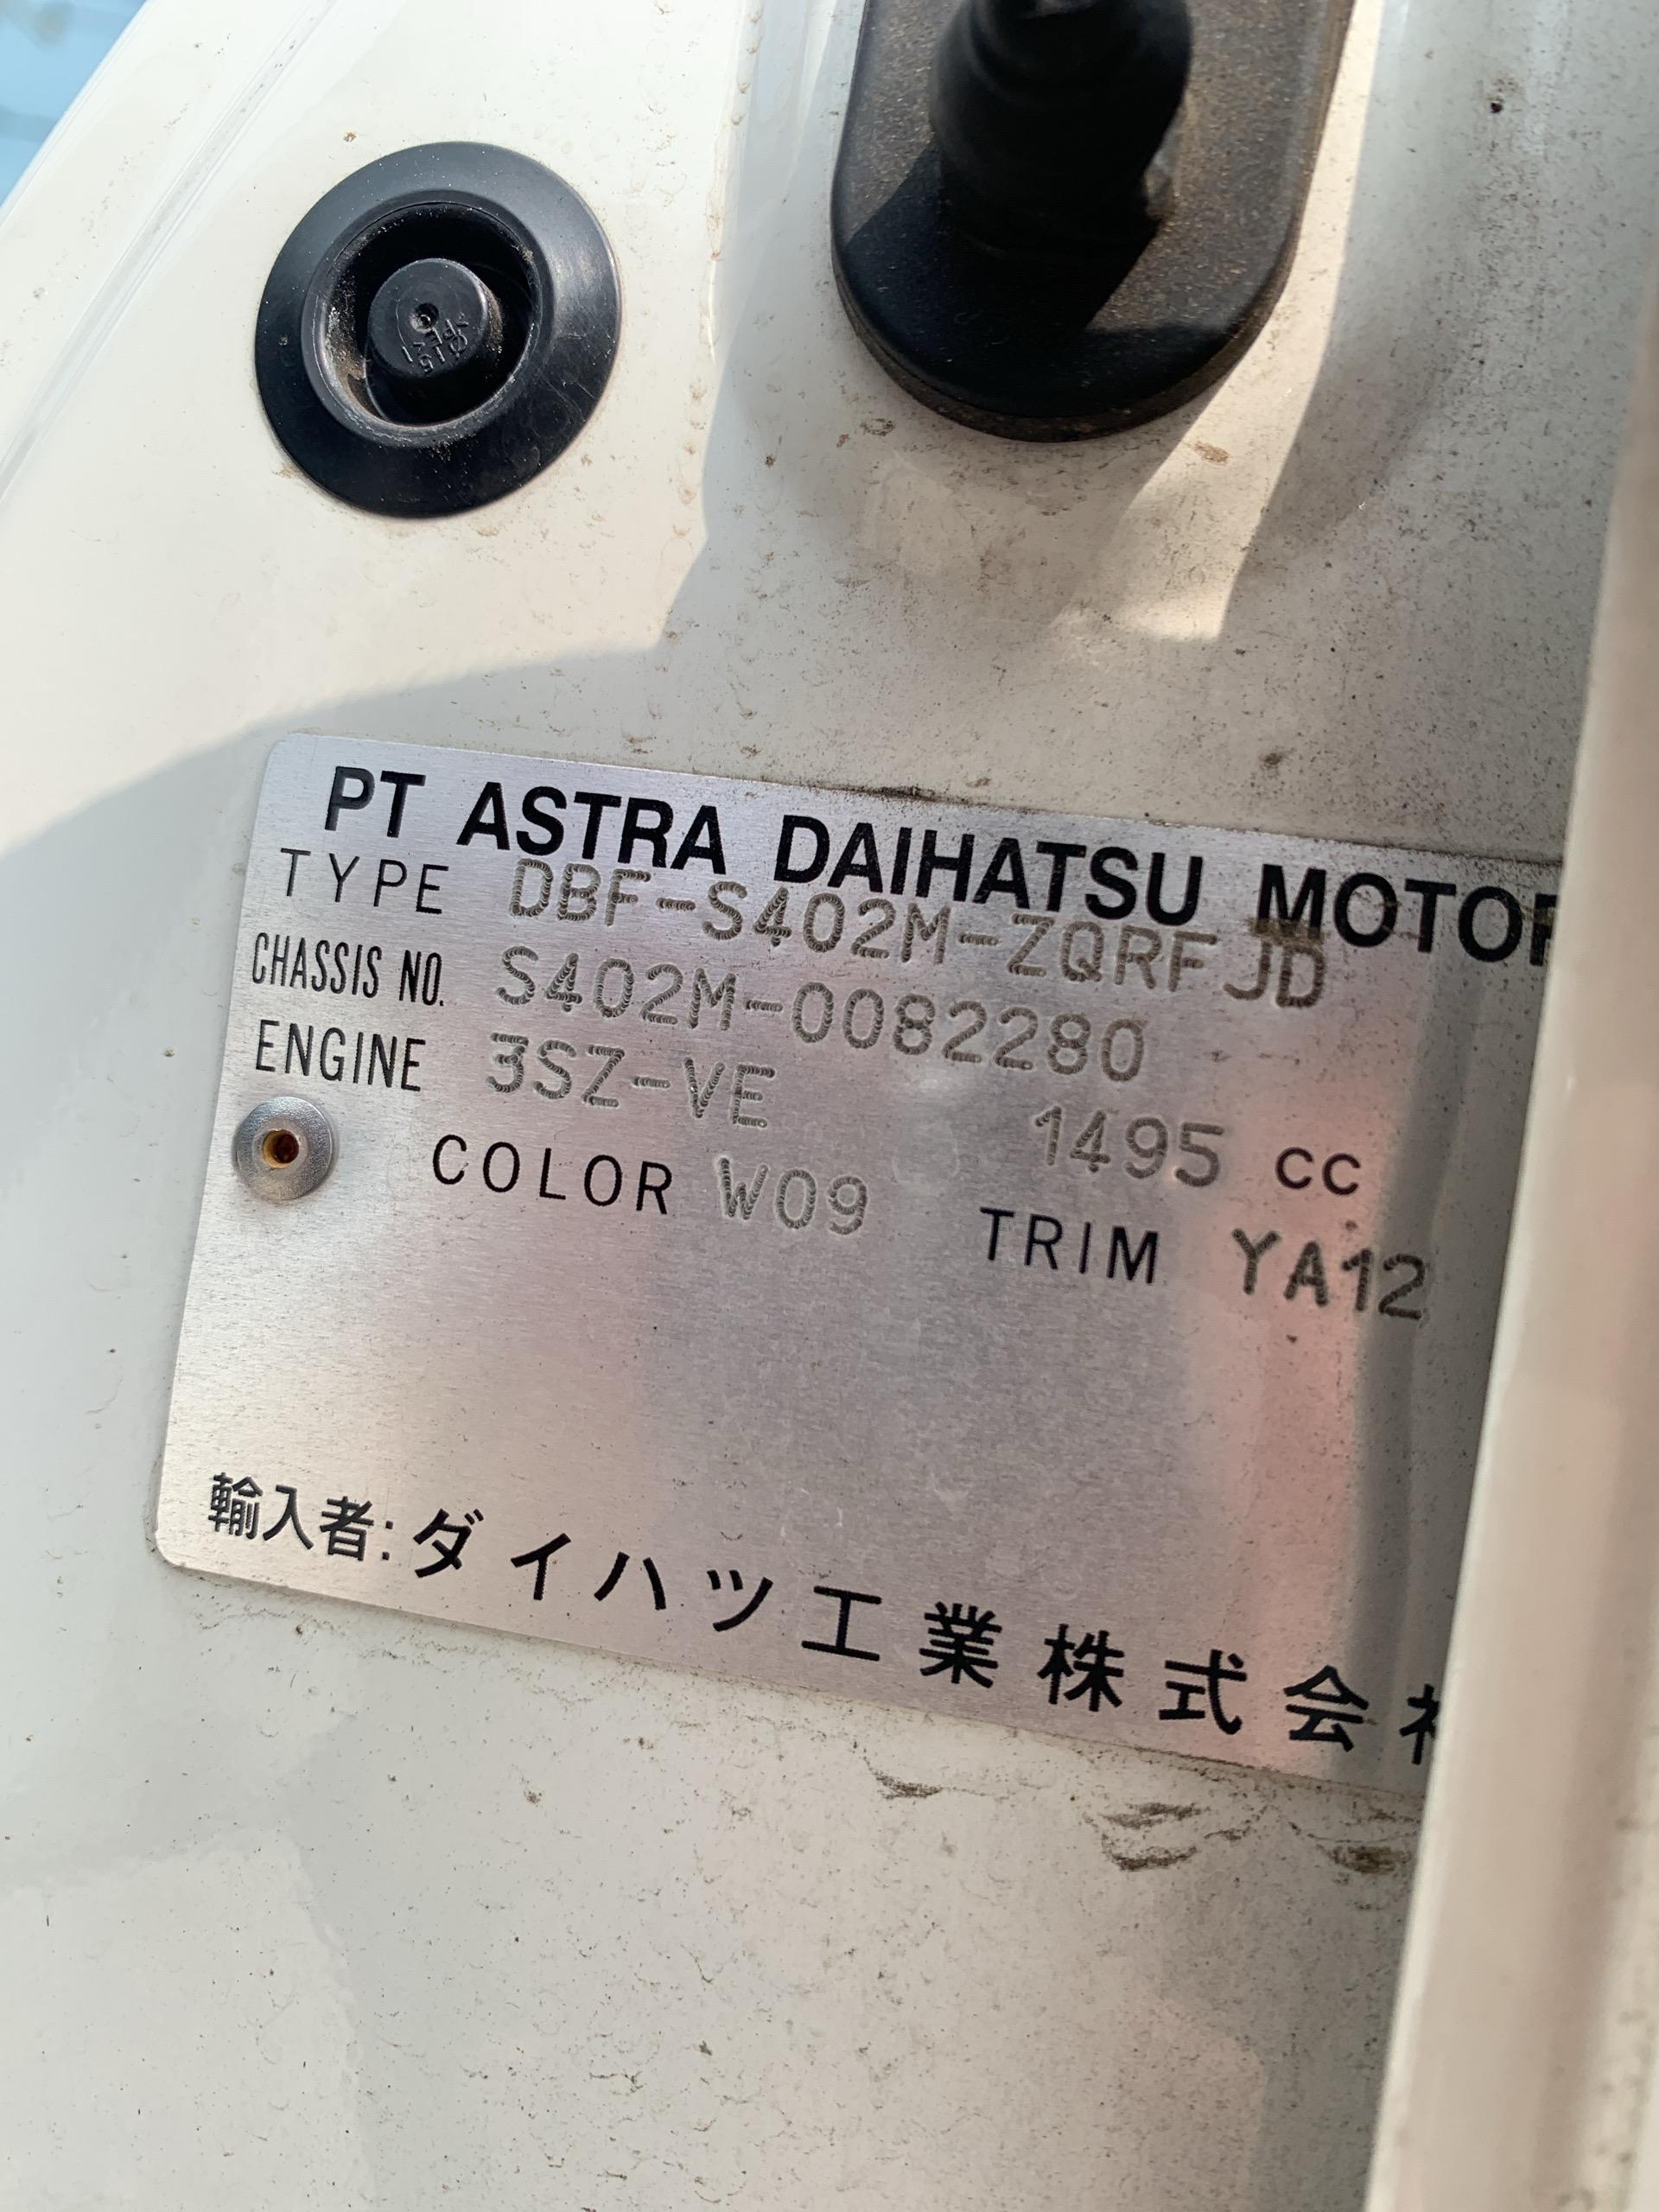 PT ASTRA DAIHATSU MOTOR
TYPE DBF-S402M-ZQRFJD
CHASSIS NO. S402M-0082280
ENGINE 3SZ-VE 1495 CC
COLOR W09 TRIM YA12
輸入者:ダイハツ工業株式会